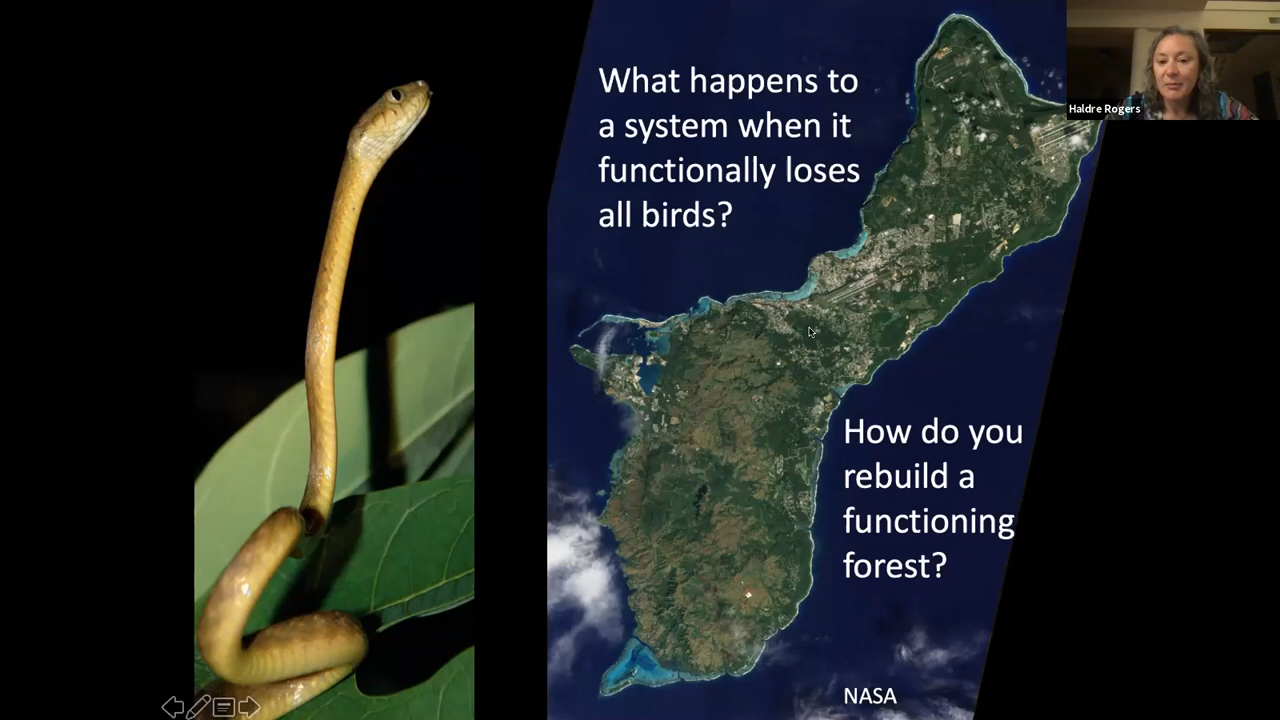 What happens to
a system when it
functionally loses
all birds?
Haldre Rogers
How do you
rebuild a
functioning
forest?
NASA